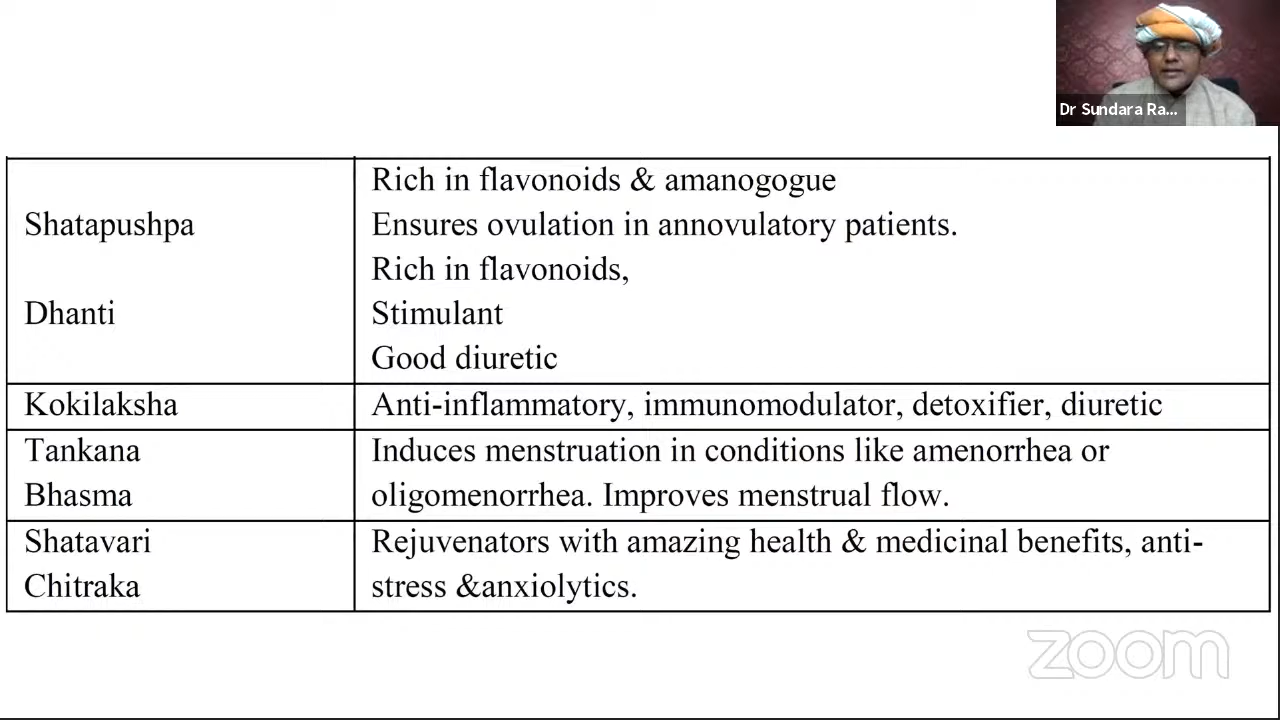 Dr Sundara Ra...
Shatapushpa
Rich in flavonoids & amanogogue
Ensures ovulation in annovulatory patients.
Dhanti
Rich in flavonoids,
Stimulant
Good diuretic
Kokilaksha
Anti-inflammatory, immunomodulator, detoxifier, diuretic
Tankana
Bhasma
Induces menstruation in conditions like amenorrhea or
oligomenorrhea. Improves menstrual flow.
Shatavari
Chitraka
Rejuvenators with amazing health & medicinal benefits, anti-
stress &anxiolytics.
zoom